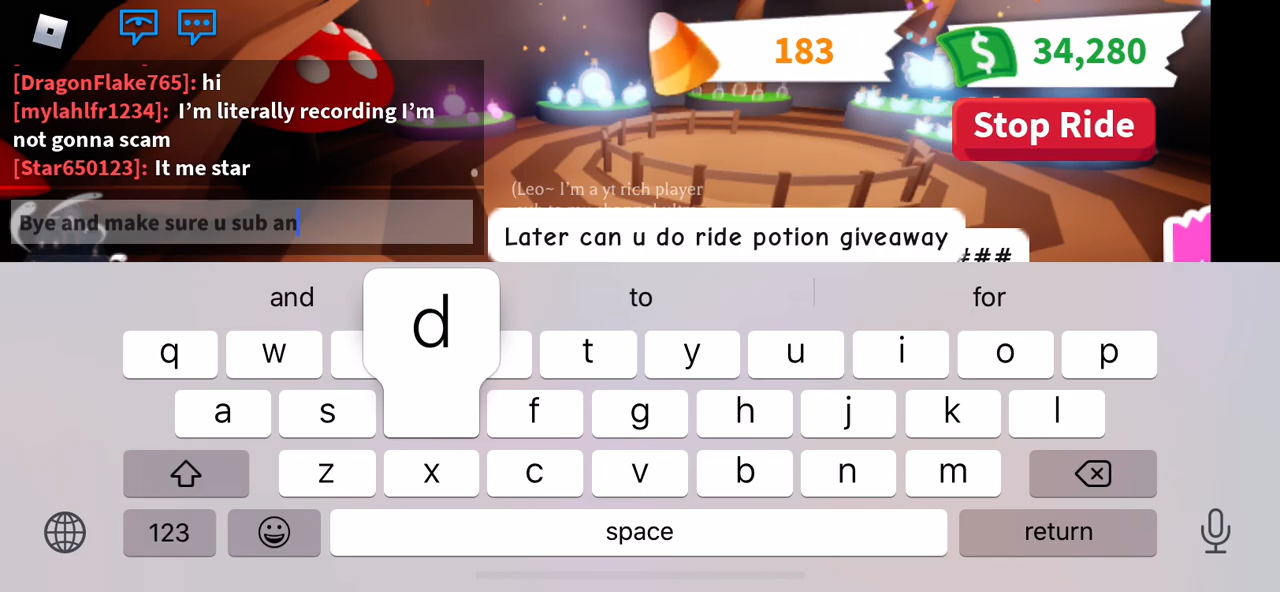 [DragonFlake765]: hi
[mylahlfr1234]: I'm literally recording I'm
not gonna scam
[Star650123]: It me star
Bye and make sure u sub an
183
34,280
Stop Ride
(Leo~ I'm a yt rich player
Later can u do ride potion giveaway
###
and to for
d
q w t y u i o p
a s f g h j k l
z x c v b n m
123 space return